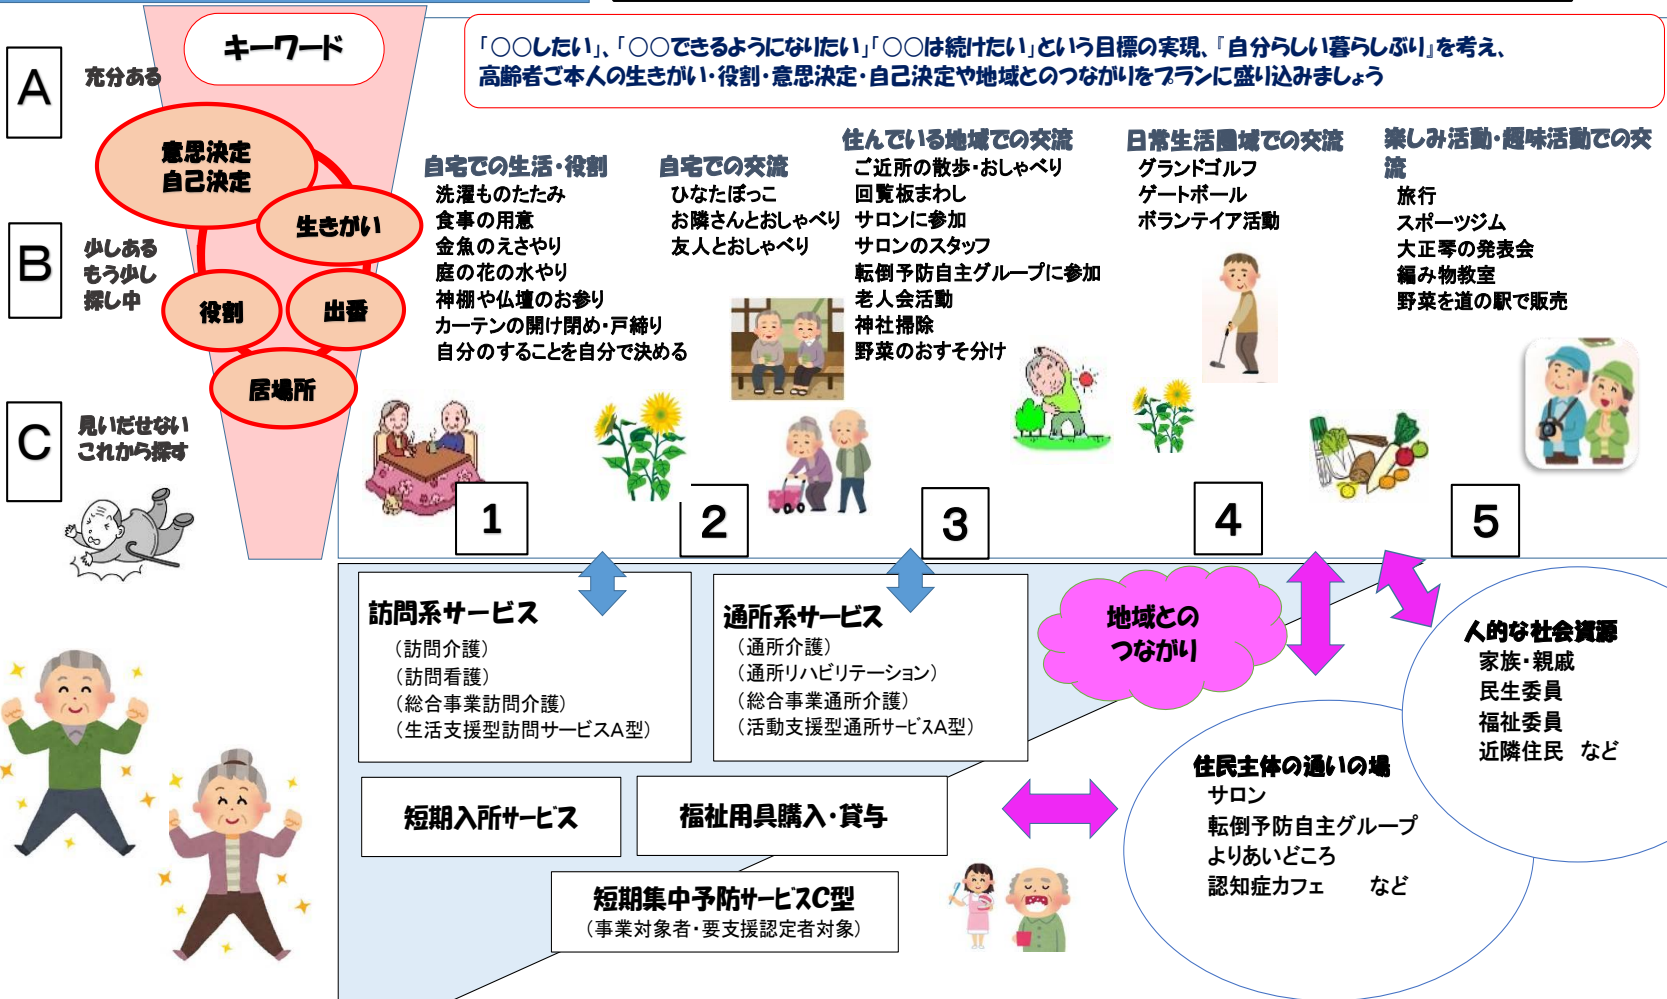 キーワード
「○○したい」、「○○できるようになりたい」「○○は続けたい」という目標の実現、『自分らしい暮らしぶり』を考え、
高齢者ご本人の生きがい・役割・意思決定・自己決定や地域とのつながりをプランに盛り込みましょう
A
充分ある
意思決定
自己決定
生きがい
B
少しある
もう少し
探し中
役割
出番
居場所
C
見いだせない
これから探す
自宅での生活・役割
洗濯ものたたみ
食事の用意
金魚のえさやり
庭の花の水やり
神棚や仏壇のお参り
カーテンの開け閉め・戸締り
自分のすることを自分で決める
自宅での交流
ひなたぼっこ
お隣さんとおしゃべり
友人とおしゃべり
住んでいる地域での交流
ご近所の散歩・おしゃべり
回覧板まわし
サロンに参加
サロンのスタッフ
転倒予防自主グループに参加
老人会活動
神社掃除
野菜のおすそ分け
日常生活圏域での交流
グランドゴルフ
ゲートボール
ボランテイア活動
楽しみ活動・趣味活動での交
流
旅行
スポーツジム
大正琴の発表会
編み物教室
野菜を道の駅で販売
1
2
3
4
5
訪問系サービス
（訪問介護）
（訪問看護）
（総合事業訪問介護）
（生活支援型訪問サービスA型）
通所系サービス
（通所介護）
（通所リハビリテーション）
（総合事業通所介護）
（活動支援型通所サービスA型）
地域との
つながり
人的な社会資源
家族・親戚
民生委員
福祉委員
近隣住民　など
住民主体の通いの場
サロン
転倒予防自主グループ
よりあいどころ
認知症カフェ　　など
短期入所サービス
福祉用具購入・貸与
短期集中予防サービスC型
（事業対象者・要支援認定者対象）